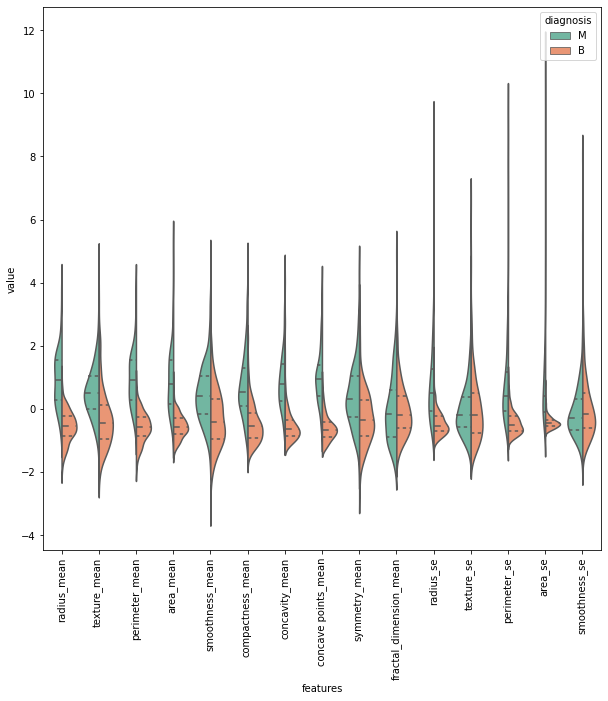 diagnosis
M
B
12
10
8
6
4
2
0
−2
−4
value
radius_mean
texture_mean
perimeter_mean
area_mean
smoothness_mean
compactness_mean
concavity_mean
concave points_mean
symmetry_mean
fractal_dimension_mean
radius_se
texture_se
perimeter_se
area_se
smoothness_se
features